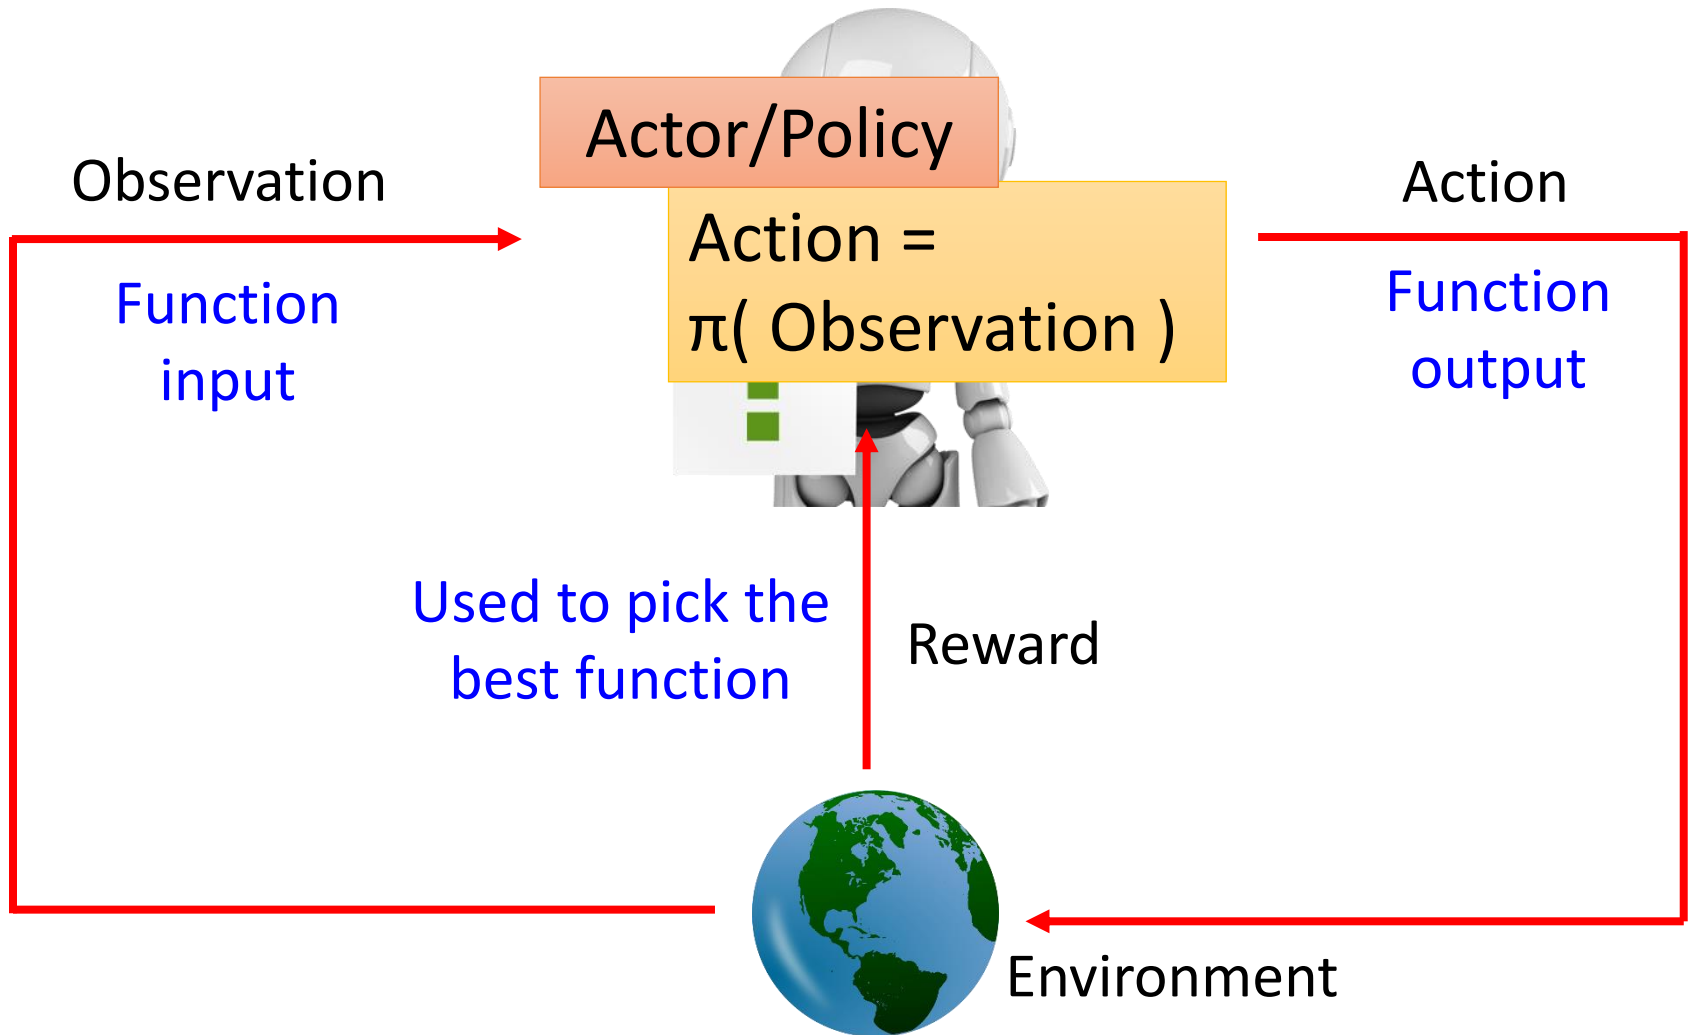 Actor/Policy
Observation
Action
Action =
π( Observation )
Function
input
Function
output
Used to pick the
best function
Reward
Environment